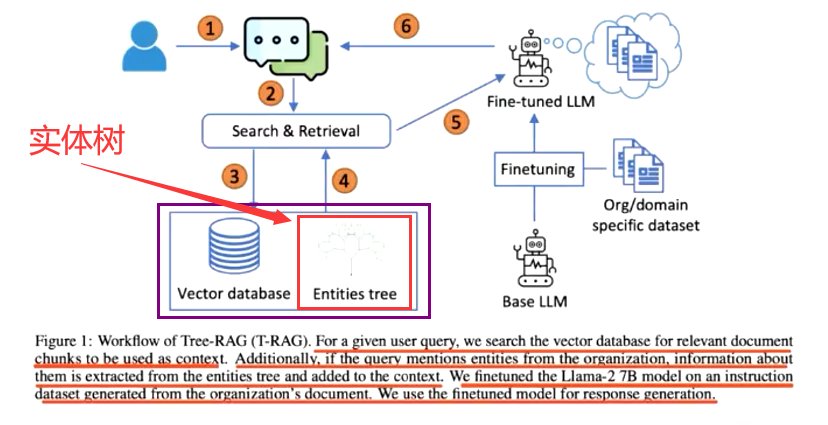 1
6
2
Fine-tuned LLM
Search & Retrieval
5
实体树
3
4
Finetuning
Org/domain
specific dataset
Vector database
Entities tree
Base LLM
Figure 1: Workflow of Tree-RAG (T-RAG). For a given user query, we search the vector database for relevant document
chunks to be used as context. Additionally, if the query mentions entities from the organization, information about
them is extracted from the entities tree and added to the context. We finetuned the Llama-2 7B model on an instruction
dataset generated from the organization's document. We use the finetuned model for response generation.